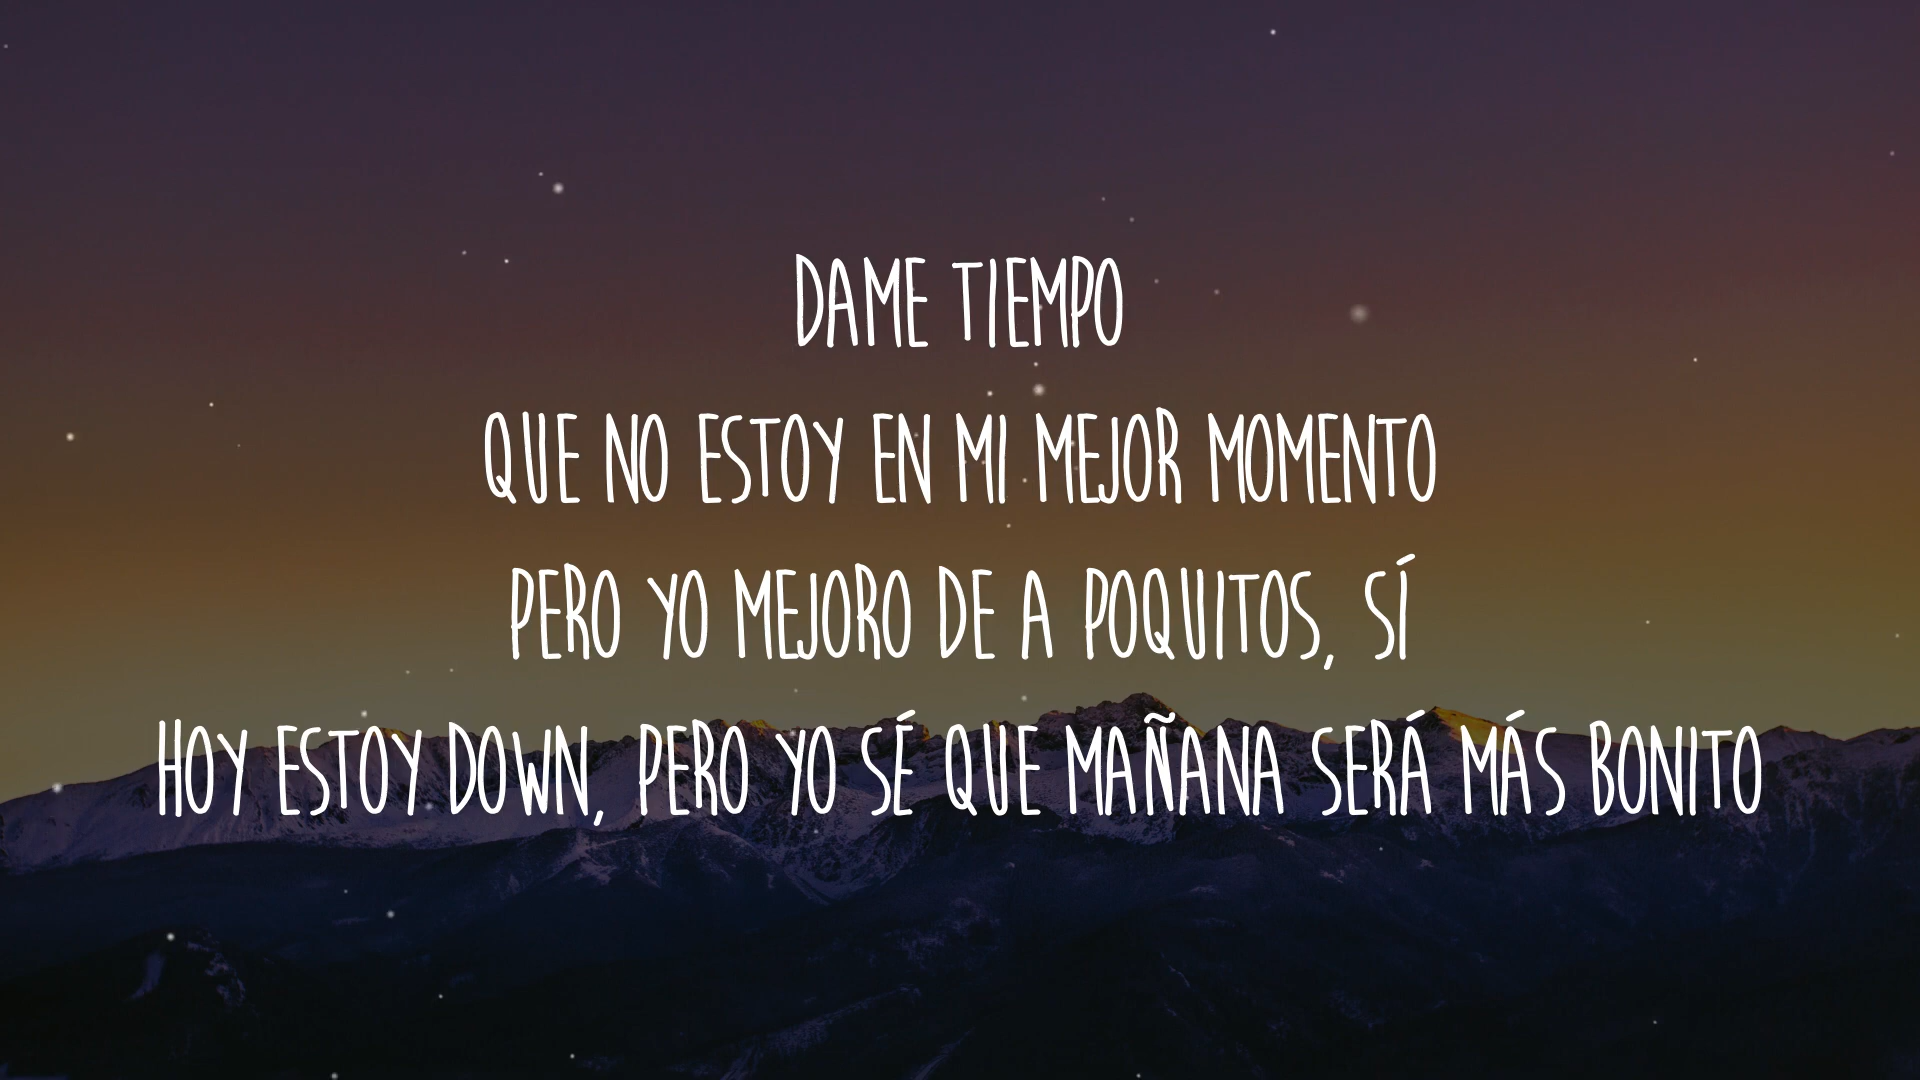 DAME TIEMPO
QUE NO ESTOY EN MI MEJOR MOMENTO
PERO YO MEJORO DE A POQUITOS, SÍ
HOY ESTOY DOWN, PERO YO SÉ QUE MAÑANA SERÁ MÁS BONITO